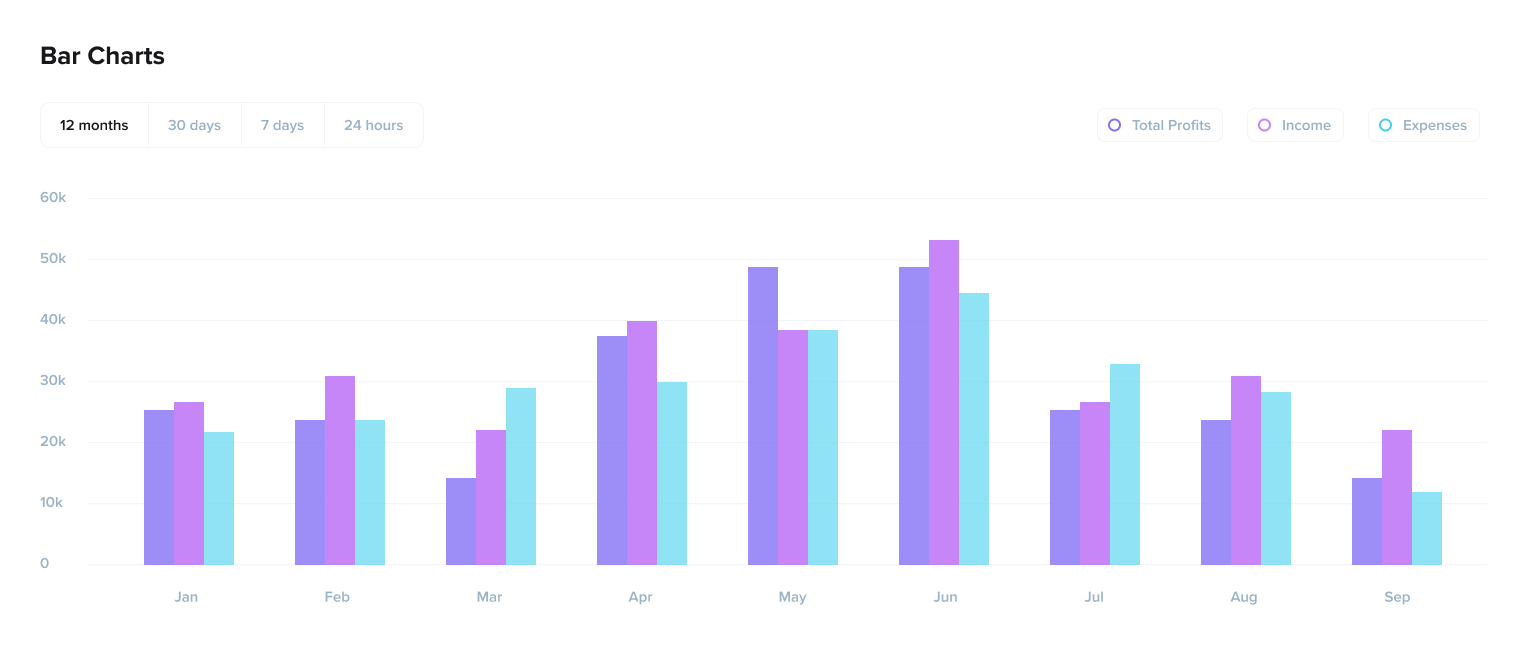 Bar Charts
12 months 30 days 7 days 24 hours Total Profits Income Expenses
60k
50k
40k
30k
20k
10k
0
Jan Feb Mar Apr May Jun Jul Aug Sep